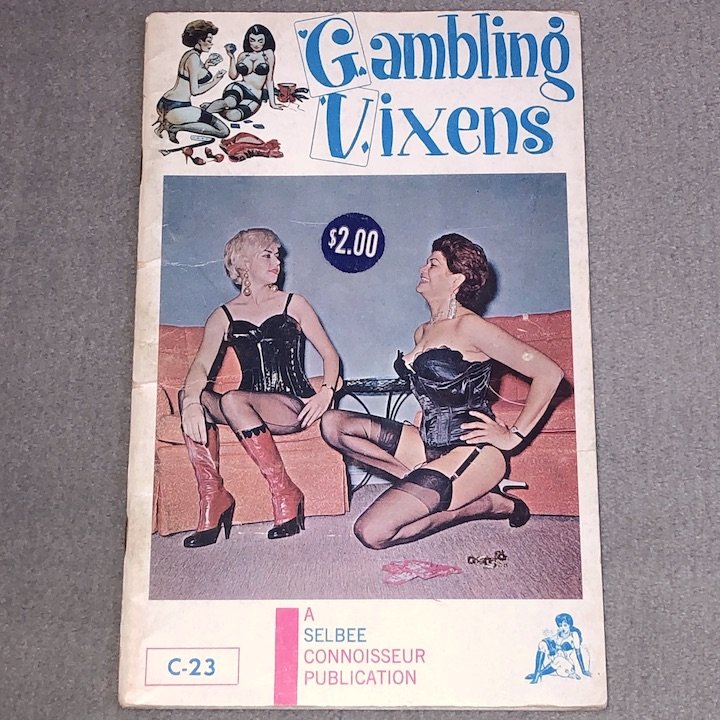 Gambling
Vixens
$2.00
C-23
A
SELBEE
CONNOISSEUR
PUBLICATION